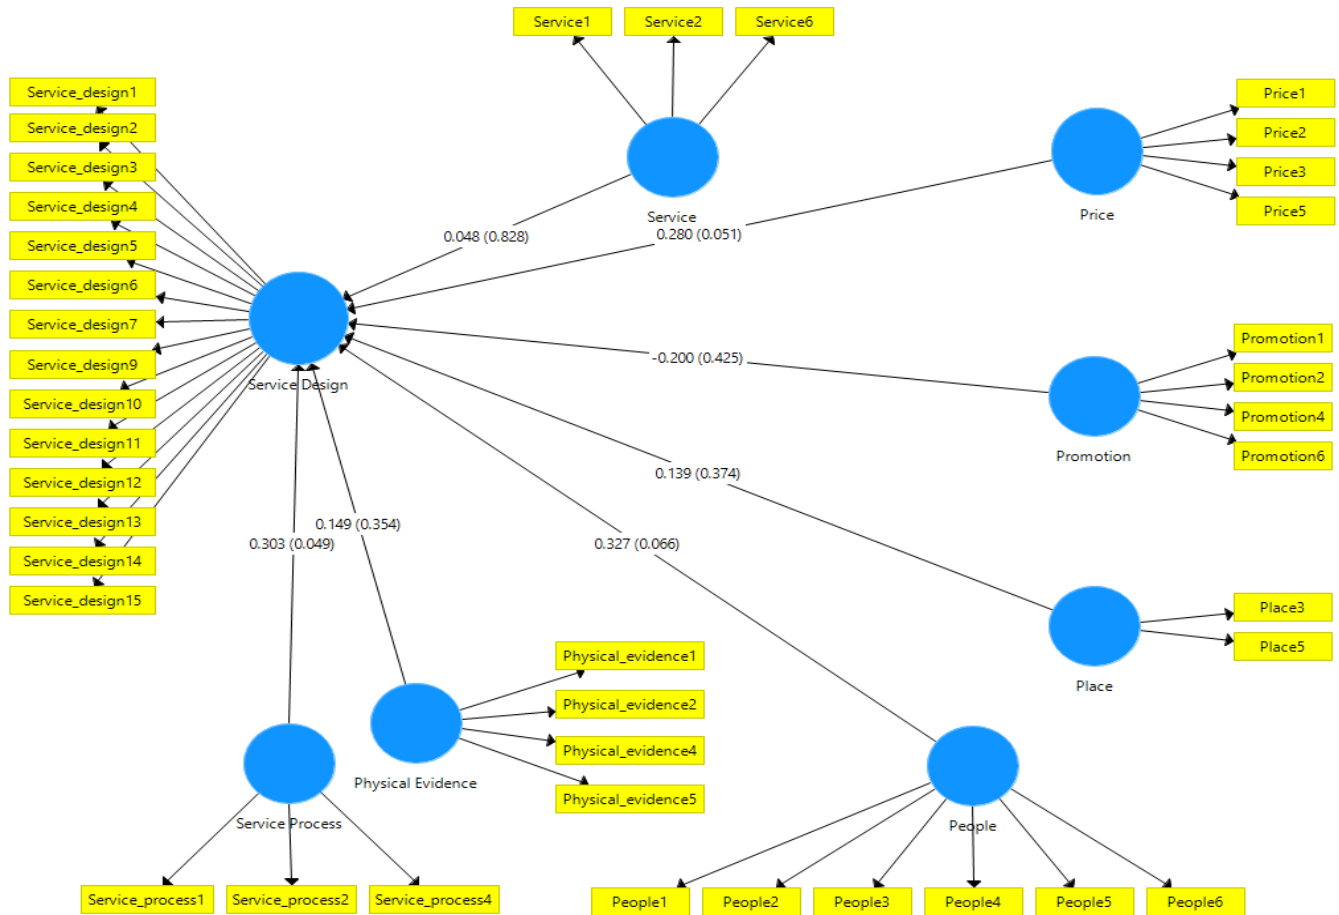 Service1
Service2
Service6
Service_design1
Service_design2
Service_design3
Service_design4
Service_design5
Service_design6
Service_design7
Service_design9
Service_design10
Service_design11
Service_design12
Service_design13
Service_design14
Service_design15
Service
Price
Price1
Price2
Price3
Price5
0.048 (0.828)
0.280 (0.051)
Service Design
-0.200 (0.425)
Promotion
Promotion1
Promotion2
Promotion4
Promotion6
0.139 (0.374)
0.149 (0.354)
0.303 (0.049)
0.327 (0.066)
Place
Place3
Place5
Physical_evidence1
Physical_evidence2
Physical_evidence4
Physical_evidence5
Physical Evidence
Service Process
People
Service_process1
Service_process2
Service_process4
People1
People2
People3
People4
People5
People6